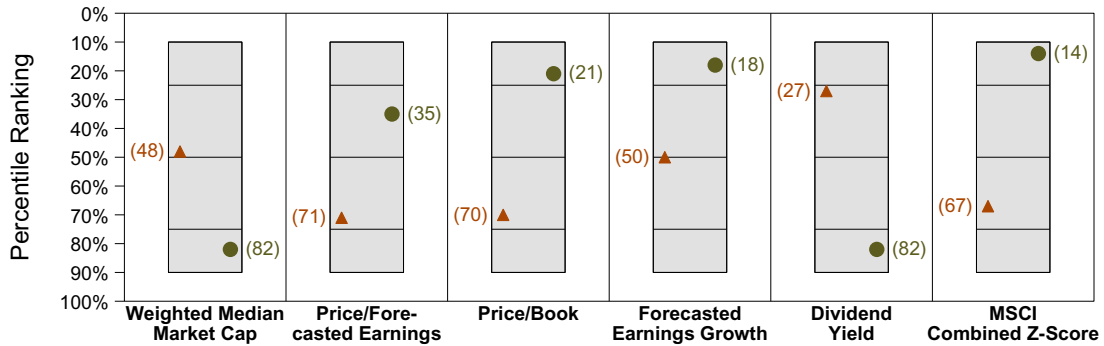 Percentile Ranking
0%
10%
20%
30%
40%
50%
60%
70%
80%
90%
100%
(48)
(82)
(71)
(35)
(70)
(21)
(50)
(18)
(27)
(82)
(67)
(14)
Weighted Median
Market Cap
Price/Fore-
casted Earnings
Price/Book
Forecasted
Earnings Growth
Dividend
Yield
MSCI
Combined Z-Score